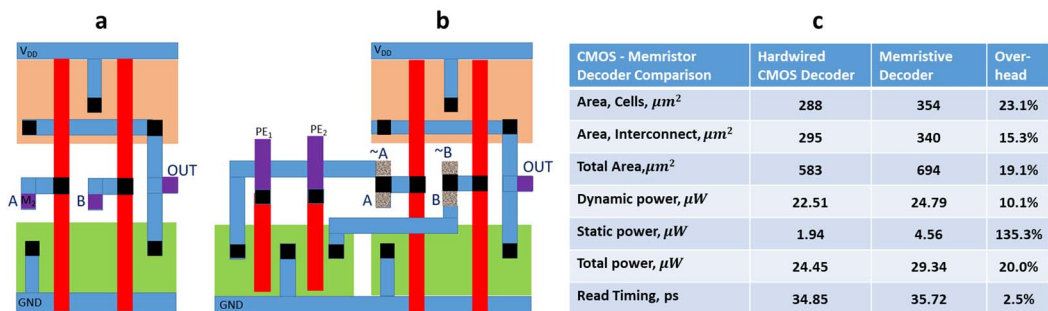 a
V_DD
A M₂ B OUT
GND
b
V_DD
PE₁ PE₂
~A ~B
A B OUT
GND
c
CMOS - Memristor Decoder Comparison | Hardwired CMOS Decoder | Memristive Decoder | Over-head
Area, Cells, μm² | 288 | 354 | 23.1%
Area, Interconnect, μm² | 295 | 340 | 15.3%
Total Area,μm² | 583 | 694 | 19.1%
Dynamic power, μW | 22.51 | 24.79 | 10.1%
Static power, μW | 1.94 | 4.56 | 135.3%
Total power, μW | 24.45 | 29.34 | 20.0%
Read Timing, ps | 34.85 | 35.72 | 2.5%